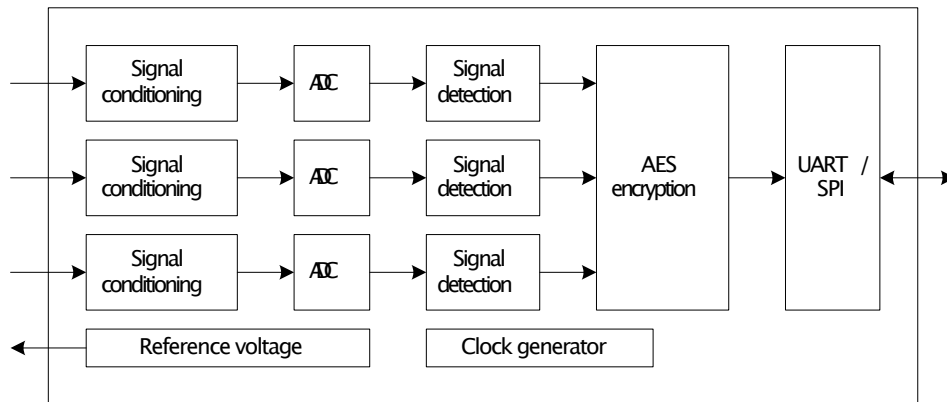 Signal
conditioning
ADC
Signal
detection
Signal
conditioning
ADC
Signal
detection
AES
encryption
UART /
SPI
Signal
conditioning
ADC
Signal
detection
Reference voltage
Clock generator